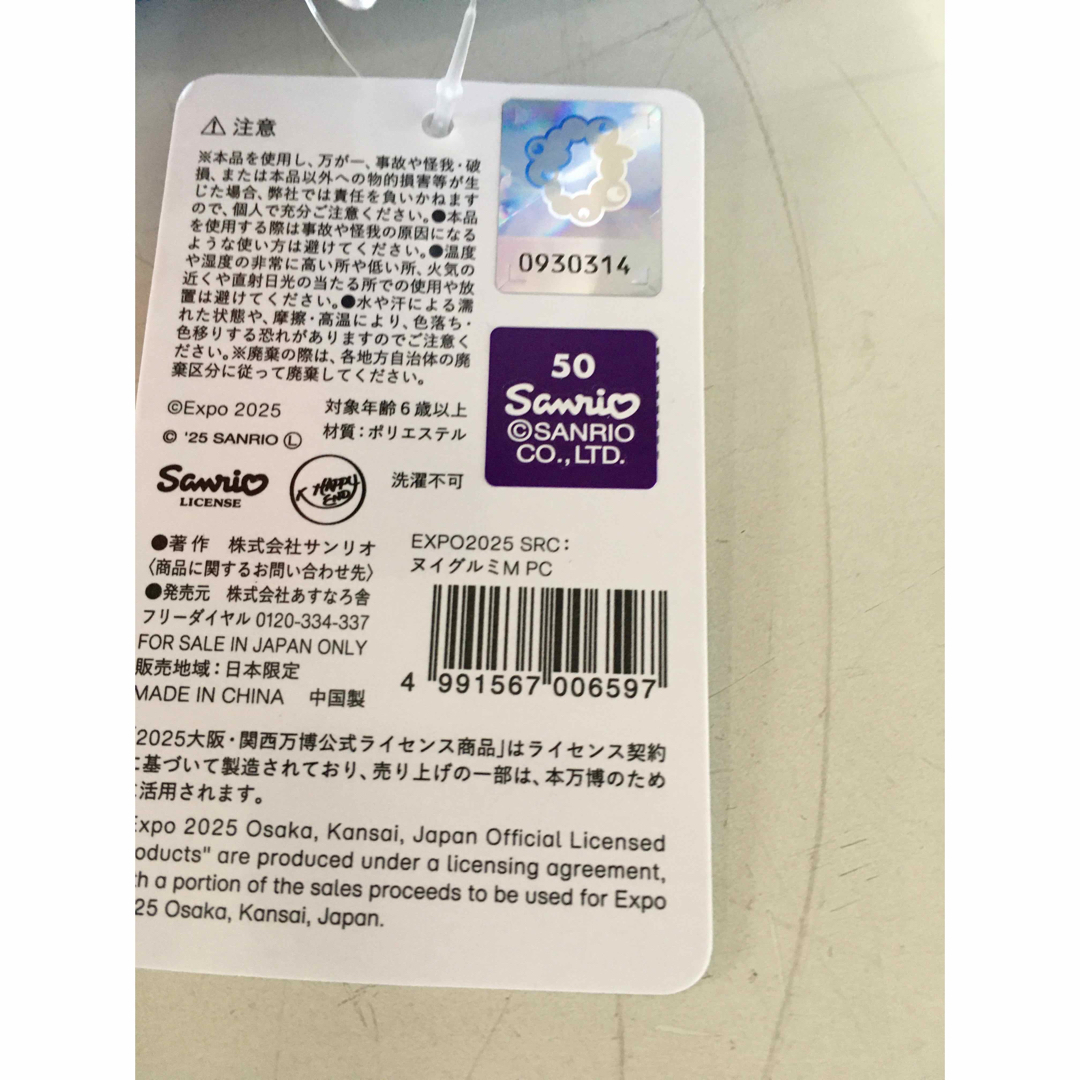 ⚠ 注意
※本品を使用し、万が一、事故や怪我・破
損、または本品以外への物的損害等が生
じた場合、弊社では責任を負いかねます
ので、個人で充分ご注意ください。●本品
を使用する際は事故や怪我の原因になる
ような使い方は避けてください。●温度
や湿度の非常に高い所や低い所、火気の
近くや直射日光の当たる所での使用や放
置は避けてください。●水や汗による濡
れた状態や、摩擦・高温により、色落ち・
色移りする恐れがありますのでご注意く
ださい。※廃棄の際は、各地方自治体の廃
棄区分に従って廃棄してください。
0930314
50
Sanrio
©SANRIO
CO.,LTD.
©Expo 2025
対象年齢6歳以上
© '25 SANRIO Ⓛ
材質：ポリエステル
Sanrio
LICENSE
HAPPY
END
洗濯不可
●著作 株式会社サンリオ
〈商品に関するお問い合わせ先〉
●発売元 株式会社あすなろ舎
フリーダイヤル 0120-334-337
FOR SALE IN JAPAN ONLY
販売地域：日本限定
MADE IN CHINA 中国製
EXPO2025 SRC：
ヌイグルミM PC
4 991567 006597
「2025大阪・関西万博公式ライセンス商品」はライセンス契約
に基づいて製造されており、売り上げの一部は、本万博のため
に活用されます。
Expo 2025 Osaka, Kansai, Japan Official Licensed
oducts" are produced under a licensing agreement,
h a portion of the sales proceeds to be used for Expo
25 Osaka, Kansai, Japan.